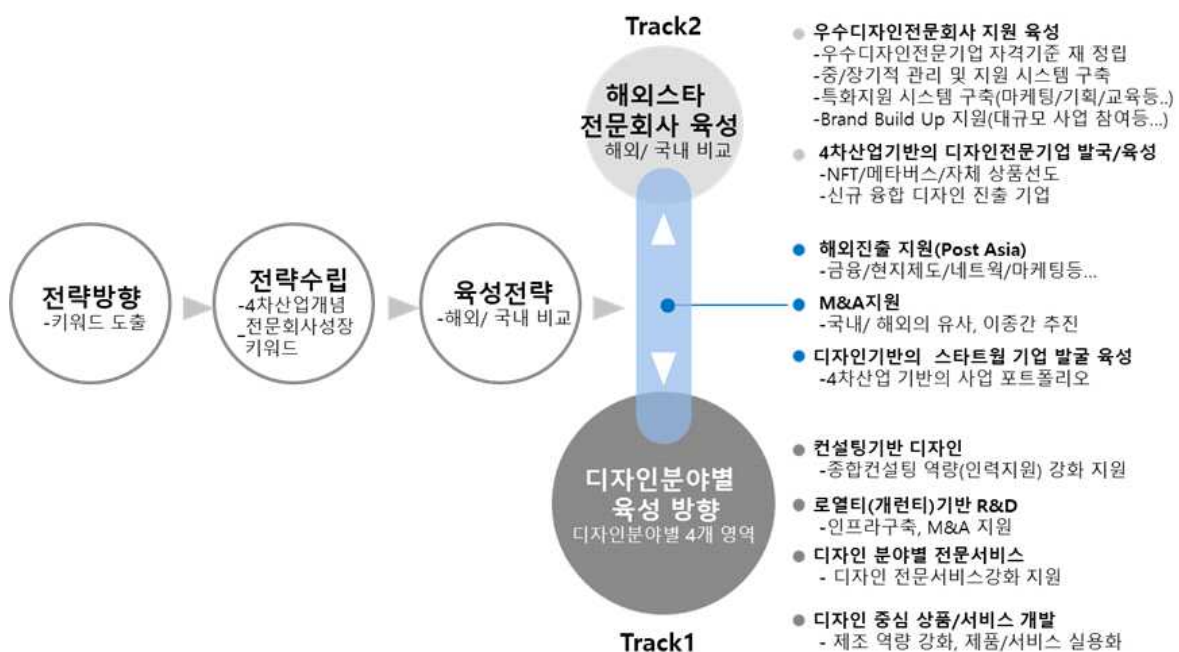 전략방향
-키워드 도출
전략수립
-4차산업개념
_전문회사성장
키워드
육성전략
-해외/ 국내 비교
Track2
해외스타
전문회사 육성
해외/ 국내 비교
디자인분야별
육성 방향
디자인분야별 4개 영역
Track1
우수디자인전문회사 지원 육성
-우수디자인전문기업 자격기준 재 정립
-중/장기적 관리 및 지원 시스템 구축
-특화지원 시스템 구축(마케팅/기획/교육등..)
-Brand Build Up 지원(대규모 사업 참여등...)
4차산업기반의 디자인전문기업 발국/육성
-NFT/메타버스/자체 상품선도
-신규 융합 디자인 진출 기업
해외진출 지원(Post Asia)
-금융/현지제도/네트웍/마케팅등...
M&A지원
-국내/ 해외의 유사, 이종간 추진
디자인기반의 스타트웝 기업 발굴 육성
-4차산업 기반의 사업 포트폴리오
컨설팅기반 디자인
-종합컨설팅 역량(인력지원) 강화 지원
로열티(개런티)기반 R&D
-인프라구축, M&A 지원
디자인 분야별 전문서비스
- 디자인 전문서비스강화 지원
디자인 중심 상품/서비스 개발
- 제조 역량 강화, 제품/서비스 실용화